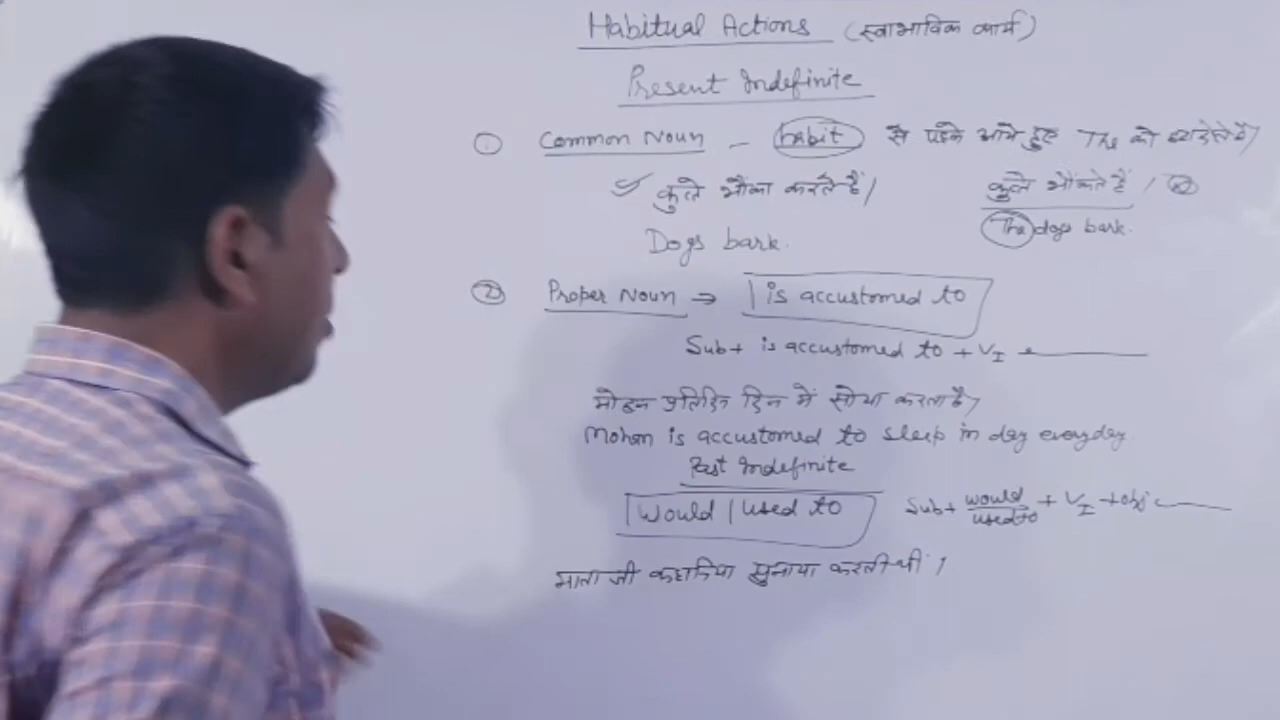 Habitual Actions (स्वाभाविक कार्य)
Present Indefinite
① Common Noun - habit से पहले आये हुए The को हटा देते हैं/
कुत्ते भौंका करते हैं/ कुत्ते भौंकते हैं /
Dogs bark. The dogs bark.
② Proper Noun → is accustomed to
Sub+ is accustomed to + V1 +
मोहन प्रतिदिन दिन में सोया करता है/
Mohan is accustomed to sleep in day everyday.
Past Indefinite
Would / Used to Sub+ would/used to + V1 + obj
माता जी कहानियां सुनाया करती थीं /